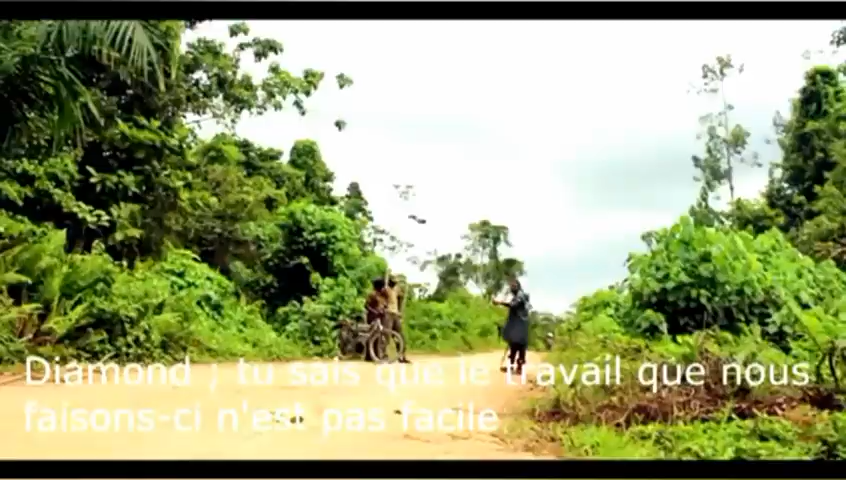 Diamond ; tu sais que le travail que nous
faisons-ci n'est pas facile